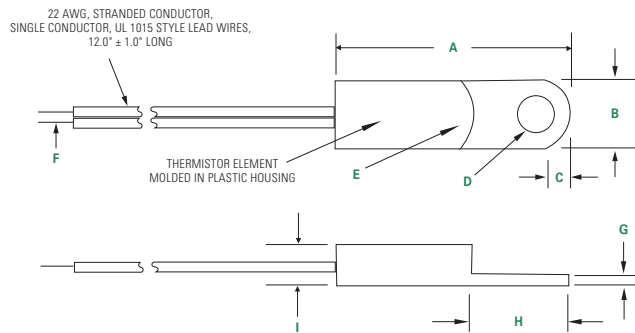 22 AWG, STRANDED CONDUCTOR,
SINGLE CONDUCTOR, UL 1015 STYLE LEAD WIRES,
12.0" ± 1.0" LONG
A
B
F
THERMISTOR ELEMENT
MOLDED IN PLASTIC HOUSING
E
D
C
G
I
H